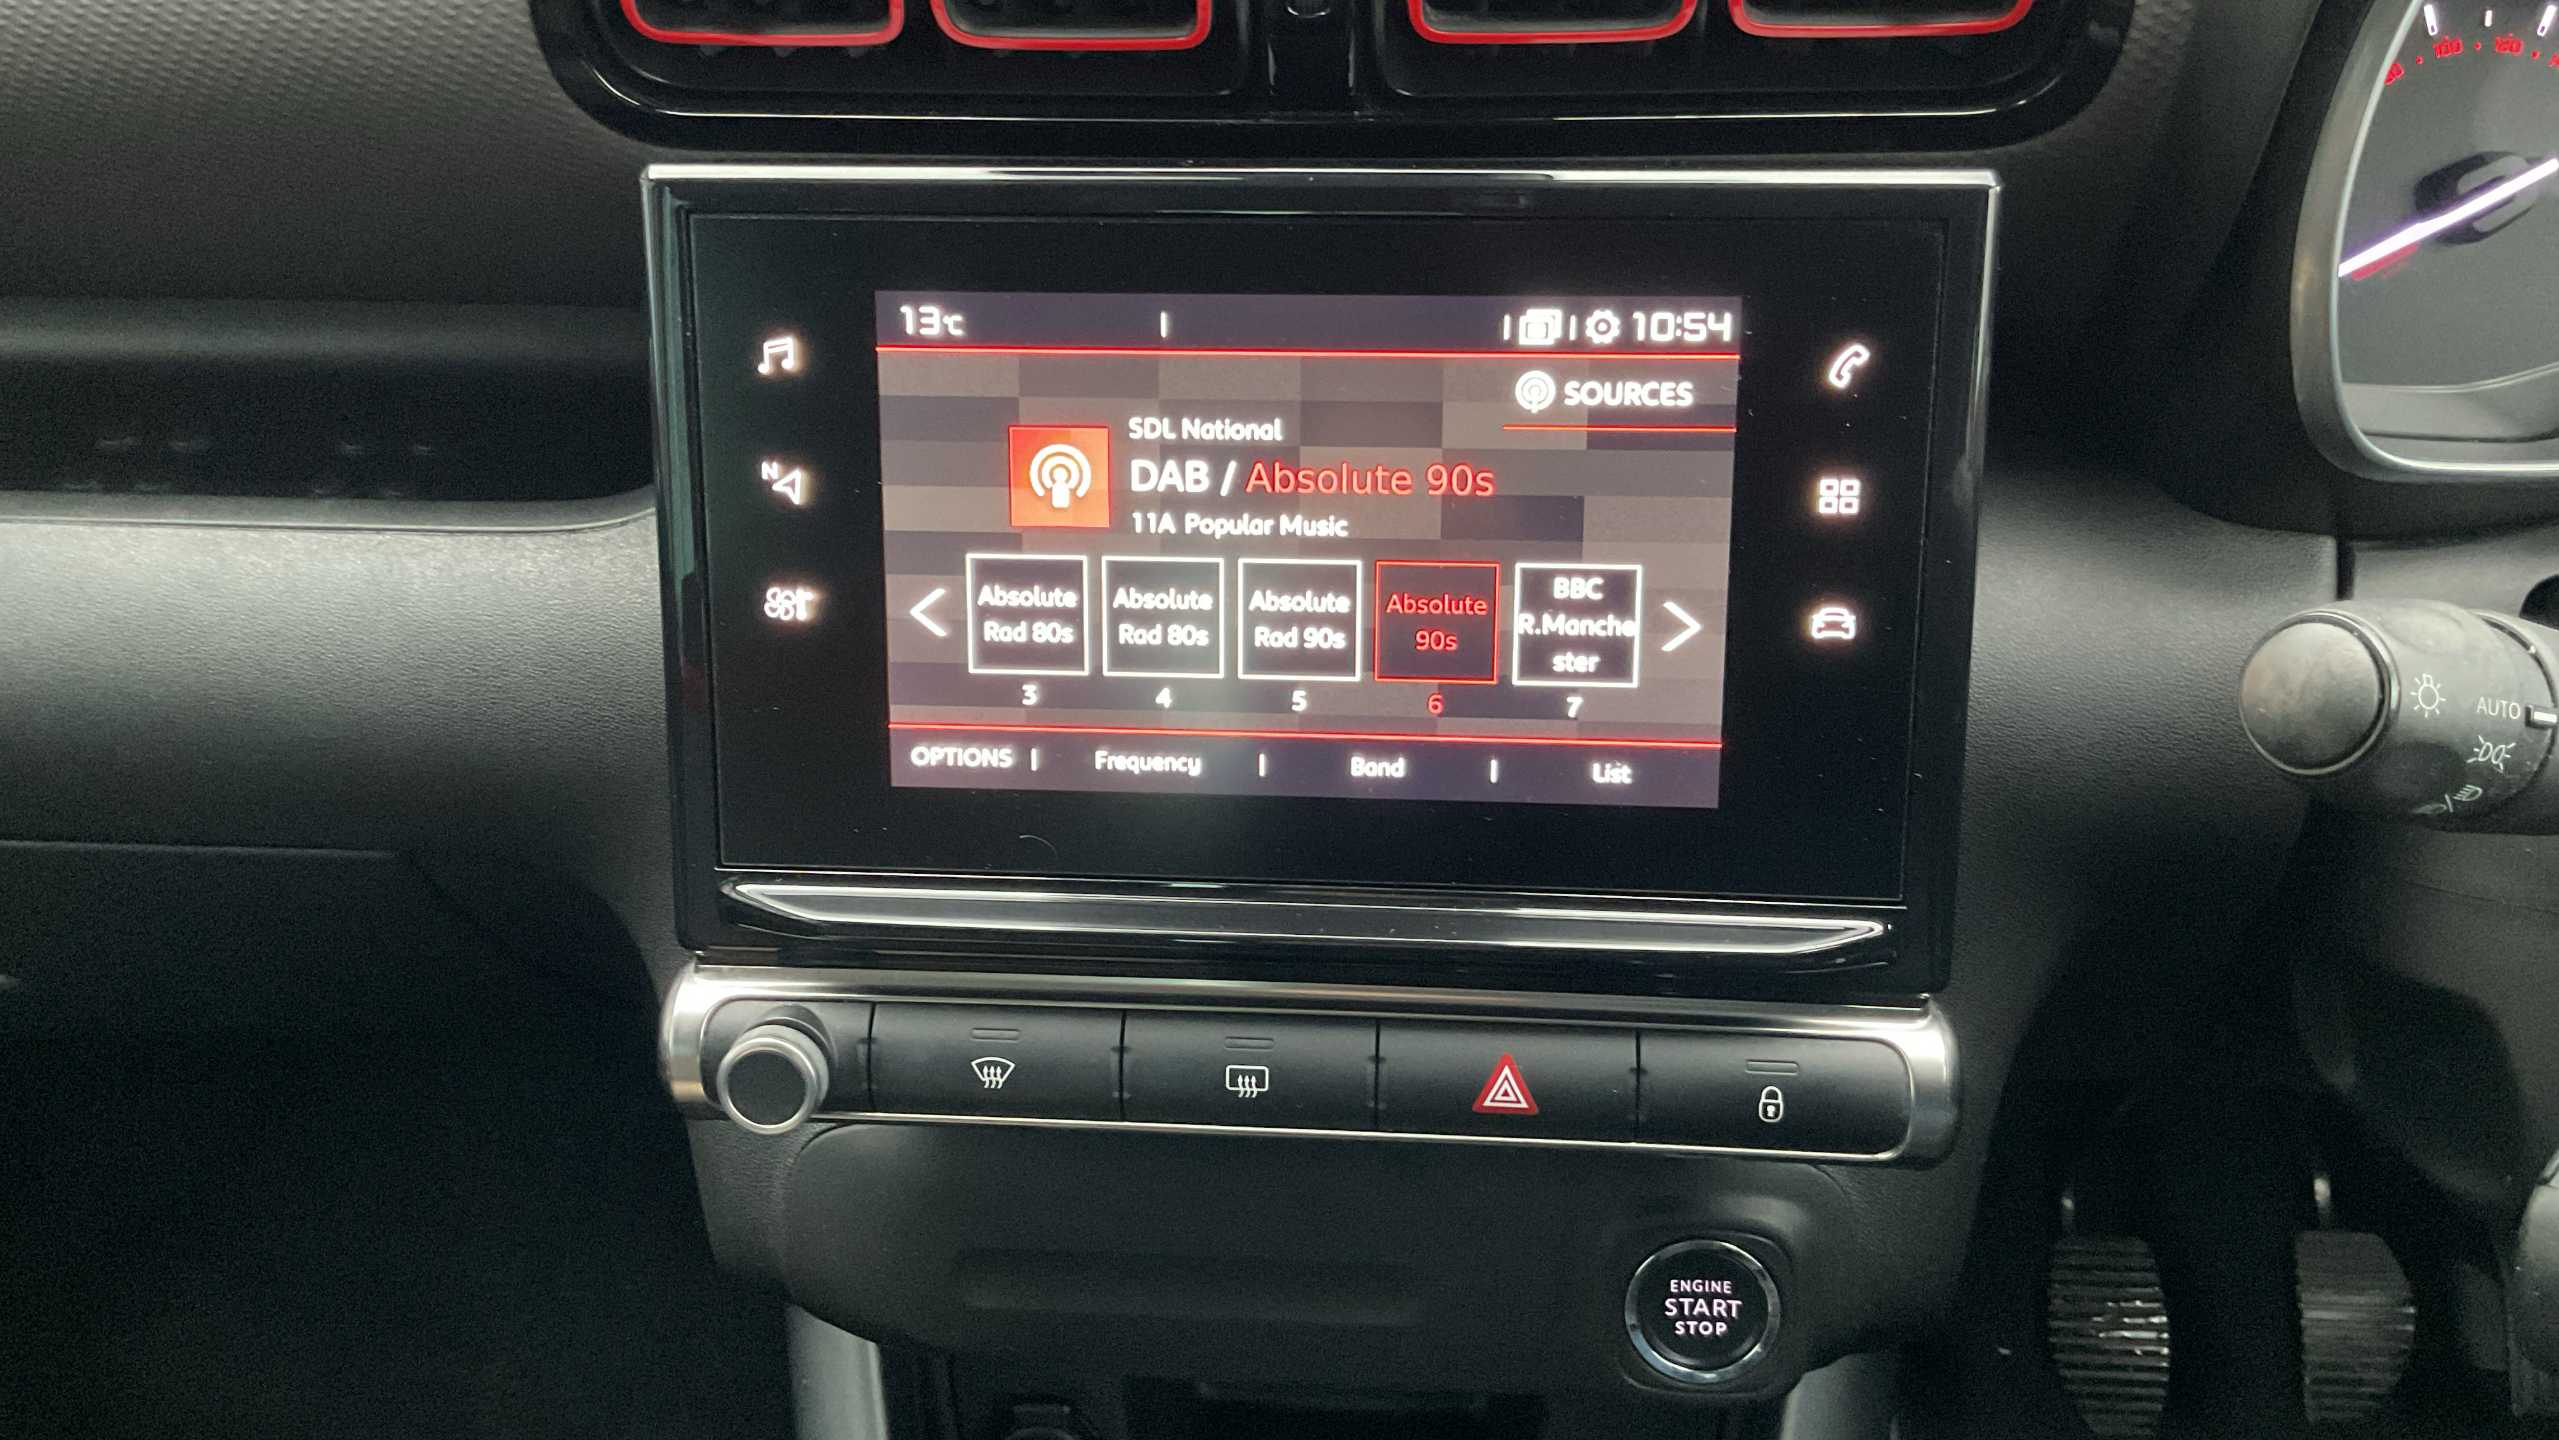 100 120
13°C 10:54
SOURCES
SDL National
DAB / Absolute 90s
11A Popular Music
Absolute
Rad 80s
3
Absolute
Rad 80s
4
Absolute
Rad 90s
5
Absolute
90s
6
BBC
R.Manche
ster
7
OPTIONS Frequency Band List
N
AUTO
ENGINE
START
STOP